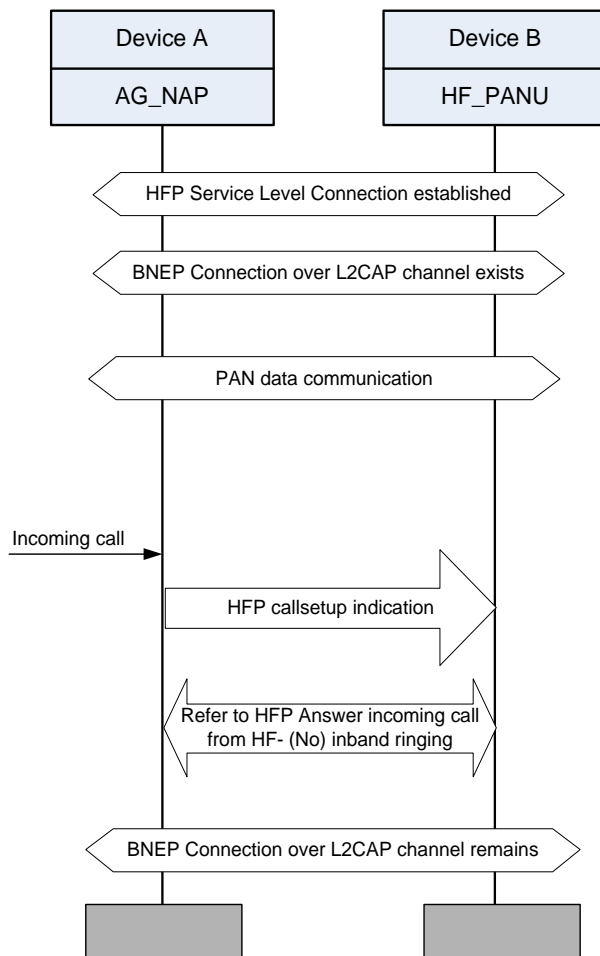 Device A
Device B
AG_NAP
HF_PANU
HFP Service Level Connection established
BNEP Connection over L2CAP channel exists
PAN data communication
Incoming call
HFP callsetup indication
Refer to HFP Answer incoming call
from HF- (No) inband ringing
BNEP Connection over L2CAP channel remains